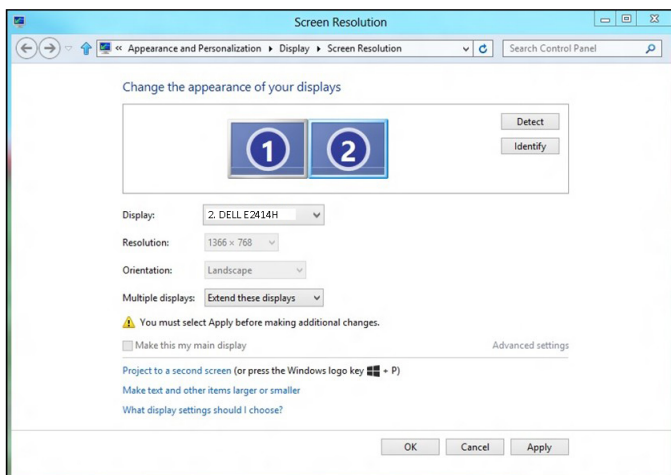 Screen Resolution
« Appearance and Personalization ▸ Display ▸ Screen Resolution
Search Control Panel
Change the appearance of your displays
1 2
Detect
Identify
Display: 2. DELL E2414H
Resolution: 1366 × 768
Orientation: Landscape
Multiple displays: Extend these displays
You must select Apply before making additional changes.
Make this my main display Advanced settings
Project to a second screen (or press the Windows logo key + P)
Make text and other items larger or smaller
What display settings should I choose?
OK Cancel Apply